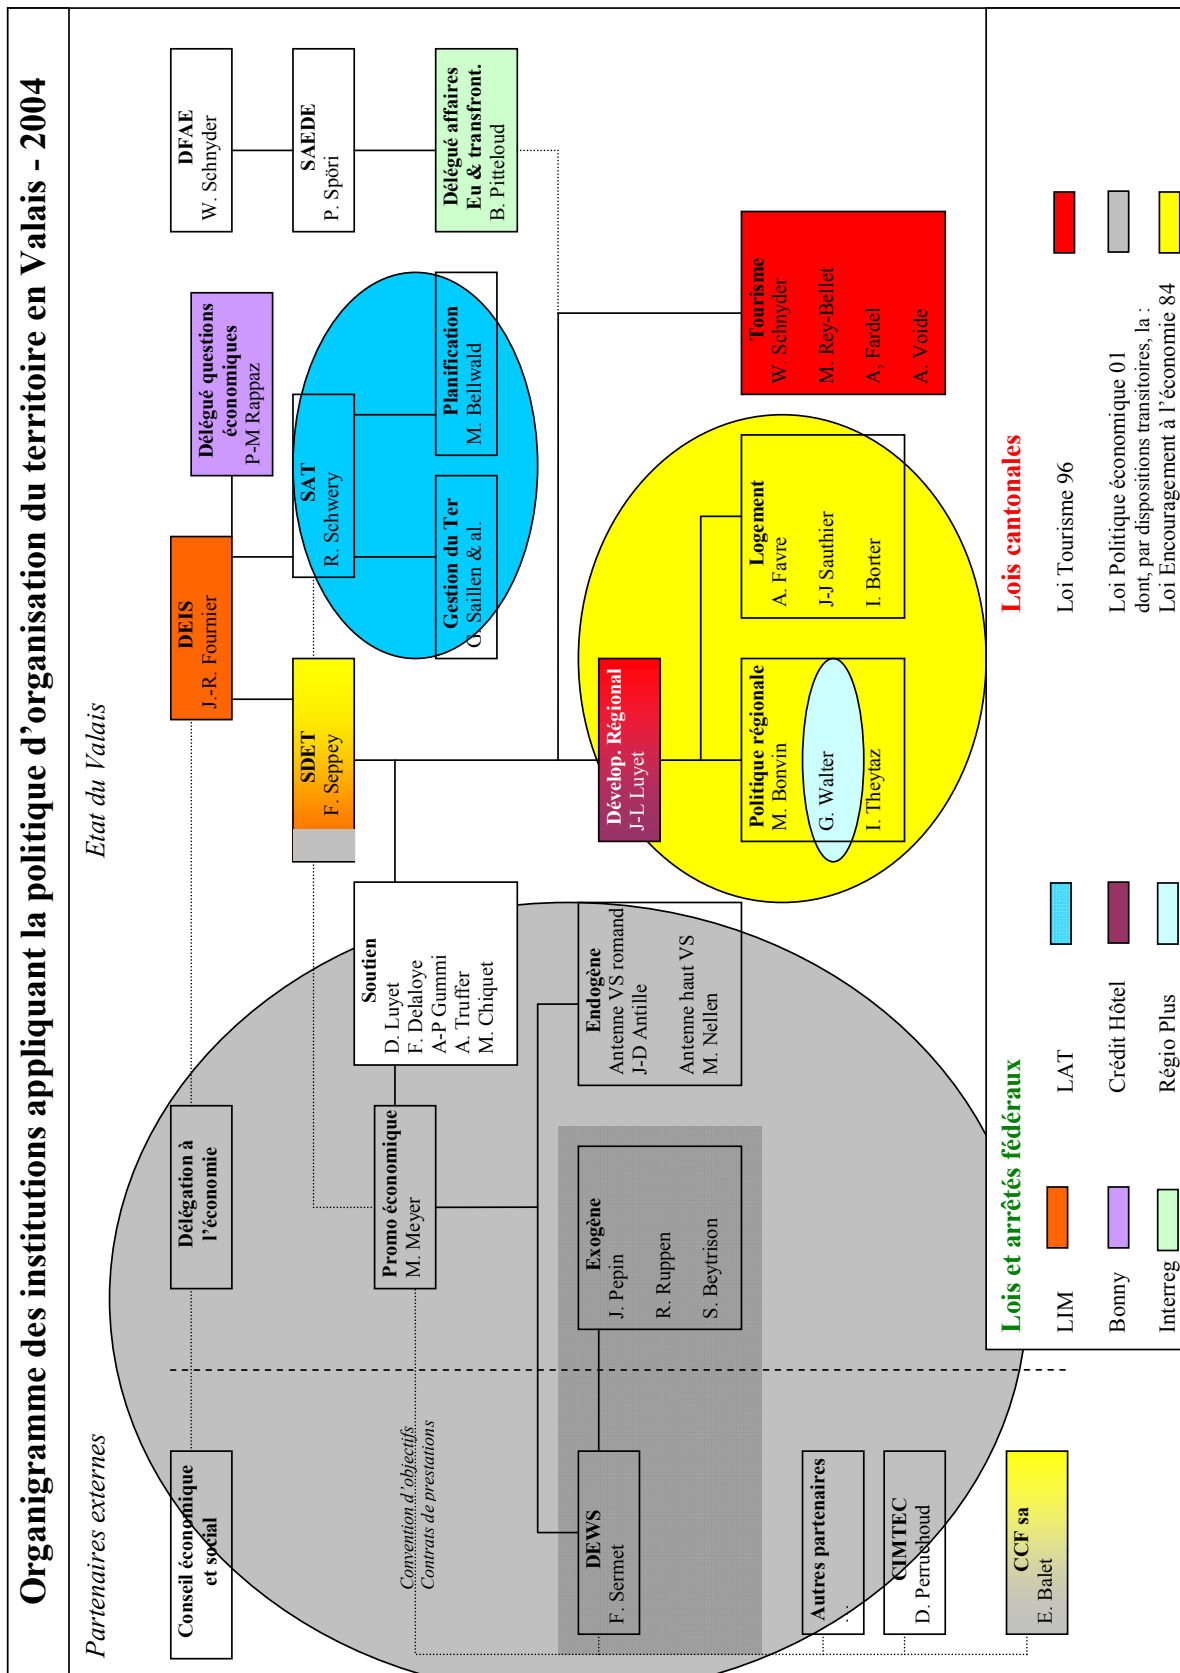 Organigramme des institutions appliquant la politique d'organisation du territoire en Valais - 2004
Partenaires externes
Etat du Valais
Conseil économique
et social
Délégation à
l'économie
DEIS
J.-R. Fournier
Délégué questions
économiques
P-M Rappaz
DFAE
W. Schnyder
SDET
F. Seppey
SAT
R. Schwery
SAEDE
P. Spöri
Convention d'objectifs
Contrats de prestations
Promo économique
M. Meyer
Soutien
D. Luyet
F. Delaloye
A-P Gummi
A. Truffer
M. Chiquet
Gestion du Ter
G. Saillen & al.
Planification
M. Bellwald
Délégué affaires
Eu & transfront.
B. Pitteloud
DEWS
F. Sermet
Exogène
J. Pepin
R. Ruppen
S. Beytrison
Endogène
Antenne VS romand
J-D Antille
Antenne haut VS
M. Nellen
Dévelop. Régional
J-L Luyet
Politique régionale
M. Bonvin
G. Walter
I. Theytaz
Logement
A. Favre
J-J Sauthier
I. Borter
Tourisme
W. Schnyder
M. Rey-Bellet
A, Fardel
A. Voide
Autres partenaires
…
CIMTEC
D. Perruchoud
CCF sa
E. Balet
Lois et arrêtés fédéraux
LIM
LAT
Bonny
Crédit Hôtel
Interreg
Régio Plus
Lois cantonales
Loi Tourisme 96
Loi Politique économique 01
dont, par dispositions transitoires, la :
Loi Encouragement à l'économie 84